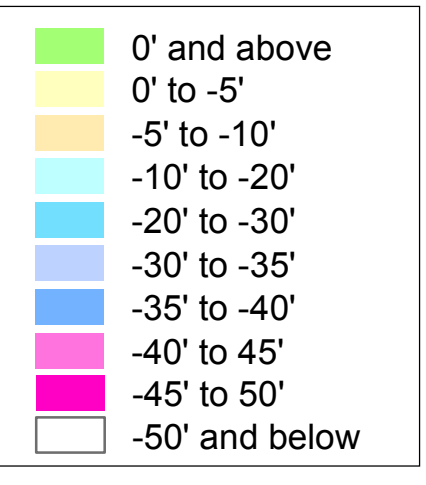 0' and above
0' to -5'
-5' to -10'
-10' to -20'
-20' to -30'
-30' to -35'
-35' to -40'
-40' to 45'
-45' to 50'
-50' and below